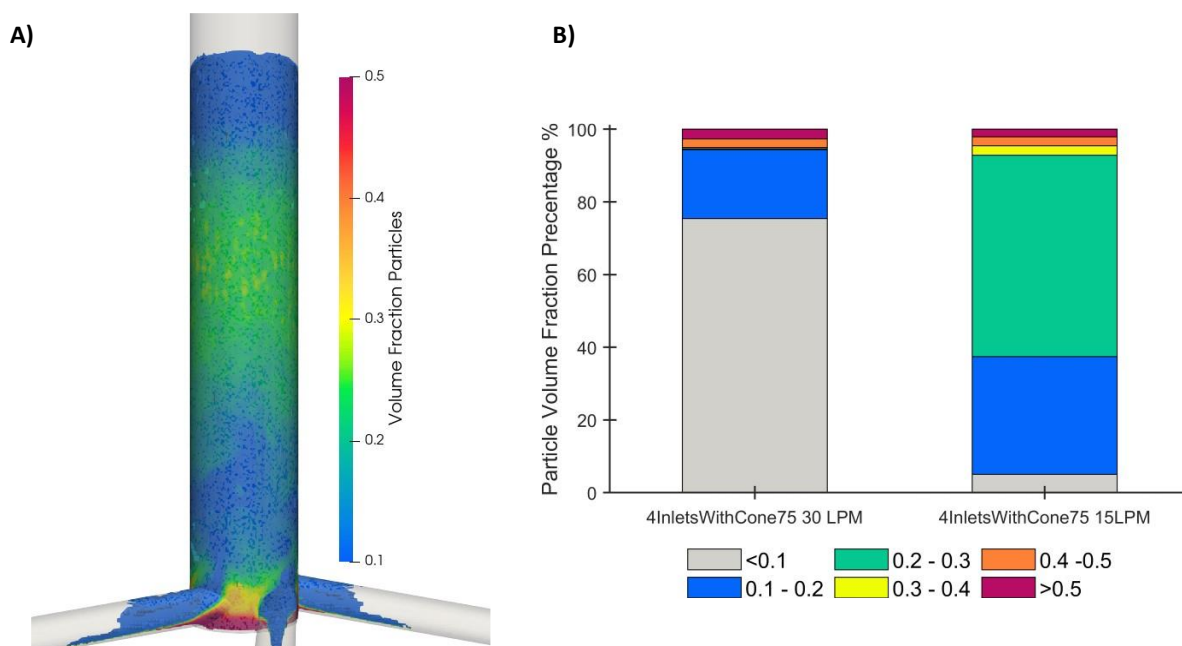 A)
0.5
0.4
0.3
0.2
0.1
Volume Fraction Particles
B)
Particle Volume Fraction Precentage %
100
80
60
40
20
0
4InletsWithCone75 30 LPM
4InletsWithCone75 15LPM
<0.1
0.2 - 0.3
0.4 -0.5
0.1 - 0.2
0.3 - 0.4
>0.5